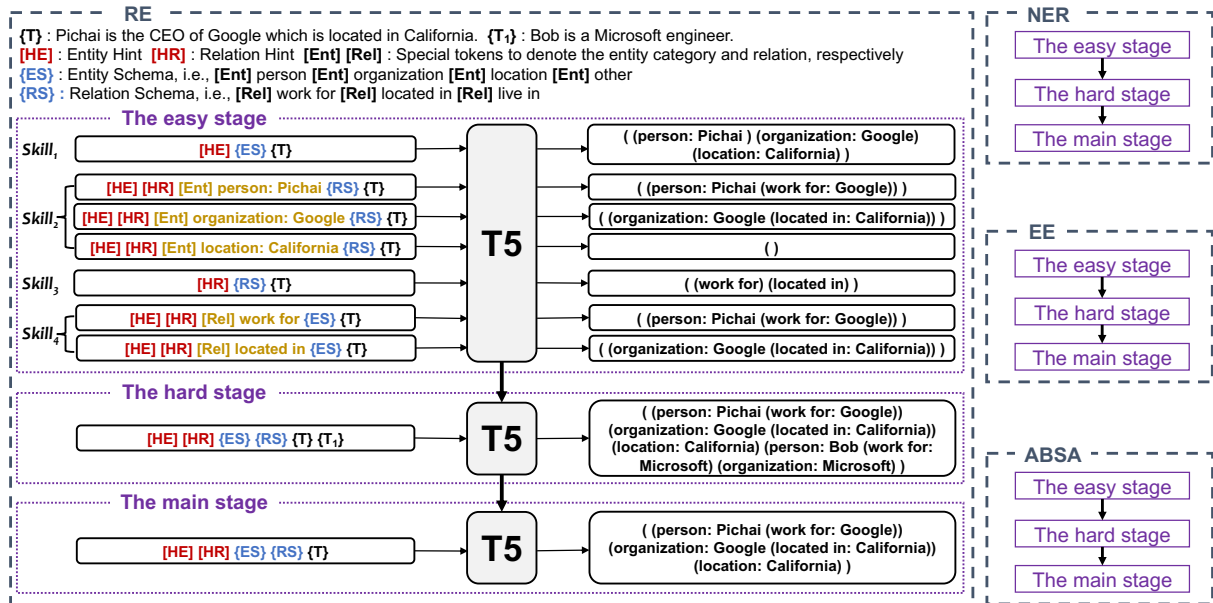 RE
{T} : Pichai is the CEO of Google which is located in California. {T₁} : Bob is a Microsoft engineer.
[HE] : Entity Hint [HR] : Relation Hint [Ent] [Rel] : Special tokens to denote the entity category and relation, respectively
{ES} : Entity Schema, i.e., [Ent] person [Ent] organization [Ent] location [Ent] other
{RS} : Relation Schema, i.e., [Rel] work for [Rel] located in [Rel] live in
The easy stage
Skill₁
[HE] {ES} {T}
( (person: Pichai ) (organization: Google)
(location: California) )
Skill₂
[HE] [HR] [Ent] person: Pichai {RS} {T}
( (person: Pichai (work for: Google)) )
[HE] [HR] [Ent] organization: Google {RS} {T}
( (organization: Google (located in: California)) )
[HE] [HR] [Ent] location: California {RS} {T}
( )
T5
Skill₃
[HR] {RS} {T}
( (work for) (located in) )
Skill₄
[HE] [HR] [Rel] work for {ES} {T}
( (person: Pichai (work for: Google)) )
[HE] [HR] [Rel] located in {ES} {T}
( (organization: Google (located in: California)) )
The hard stage
[HE] [HR] {ES} {RS} {T} {T₁}
T5
( (person: Pichai (work for: Google))
(organization: Google (located in: California))
(location: California) (person: Bob (work for:
Microsoft) (organization: Microsoft) )
The main stage
[HE] [HR] {ES} {RS} {T}
T5
( (person: Pichai (work for: Google))
(organization: Google (located in: California))
(location: California) )
NER
The easy stage
The hard stage
The main stage
EE
The easy stage
The hard stage
The main stage
ABSA
The easy stage
The hard stage
The main stage